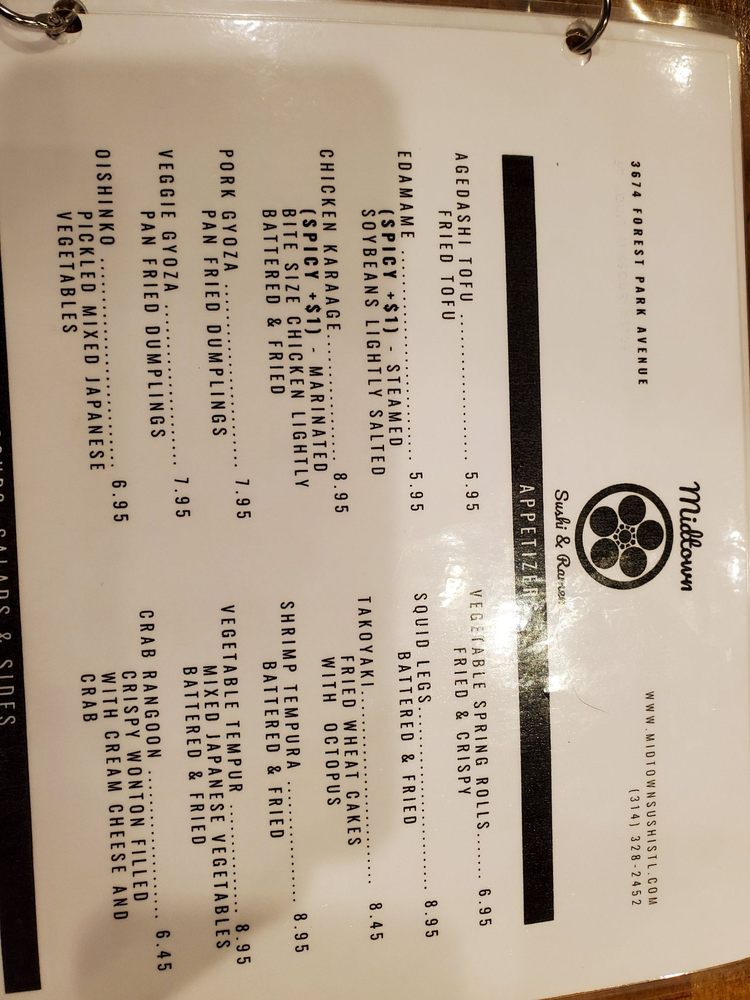 3674 FOREST PARK AVENUE
Midtown
Sushi & Ramen
WWW.MIDTOWNSUSHISTL.COM
(314) 328-2452
APPETIZER
AGEDASHI TOFU ..................... 5.95
FRIED TOFU
EDAMAME ................................ 5.95
(SPICY +$1) - STEAMED
SOYBEANS LIGHTLY SALTED
CHICKEN KARAAGE.................. 8.95
(SPICY +$1) - MARINATED
BITE SIZE CHICKEN LIGHTLY
BATTERED & FRIED
PORK GYOZA ........................... 7.95
PAN FRIED DUMPLINGS
VEGGIE GYOZA ....................... 7.95
PAN FRIED DUMPLINGS
OISHINKO ............................... 6.95
PICKLED MIXED JAPANESE
VEGETABLES
VEGETABLE SPRING ROLLS....... 6.95
FRIED & CRISPY
SQUID LEGS............................ 8.95
BATTERED & FRIED
TAKOYAKI............................... 8.45
FRIED WHEAT CAKES
WITH OCTOPUS
SHRIMP TEMPURA .................. 8.95
BATTERED & FRIED
VEGETABLE TEMPUR ................ 8.95
MIXED JAPANESE VEGETABLES
BATTERED & FRIED
CRAB RANGOON ...................... 6.45
CRISPY WONTON FILLED
WITH CREAM CHEESE AND
CRAB
SALADS & SIDES